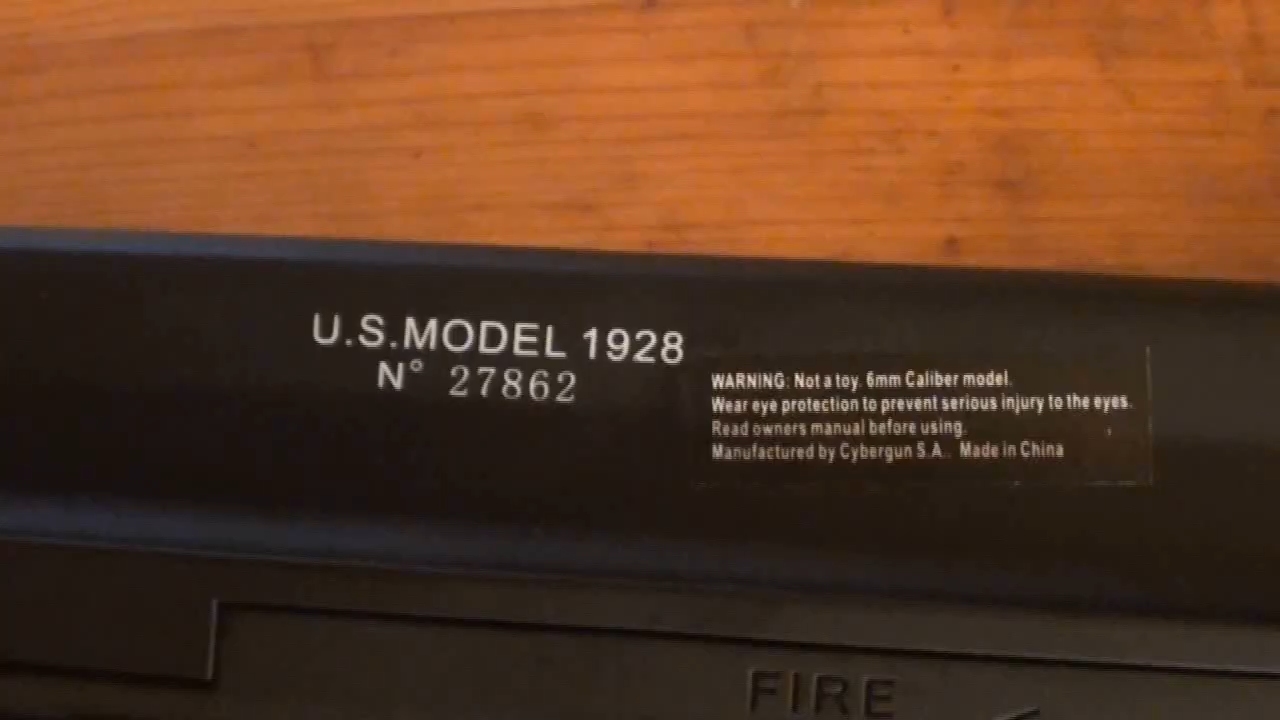 U.S.MODEL 1928
N° 27862
WARNING: Not a toy. 6mm Caliber model.
Wear eye protection to prevent serious injury to the eyes.
Read owners manual before using.
Manufactured by Cybergun S.A.. Made in China
FIRE